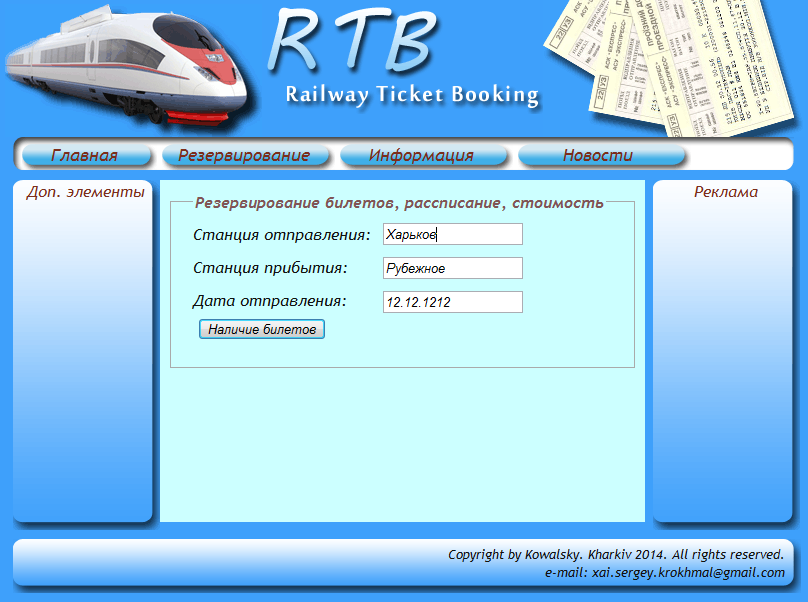 RTB
Railway Ticket Booking
Главная
Резервирование
Информация
Новости
Доп. элементы
Резервирование билетов, рассписание, стоимость
Станция отправления: Харьков
Станция прибытия: Рубежное
Дата отправления: 12.12.1212
Наличие билетов
Реклама
Copyright by Kowalsky. Kharkiv 2014. All rights reserved.
e-mail: xai.sergey.krokhmal@gmail.com